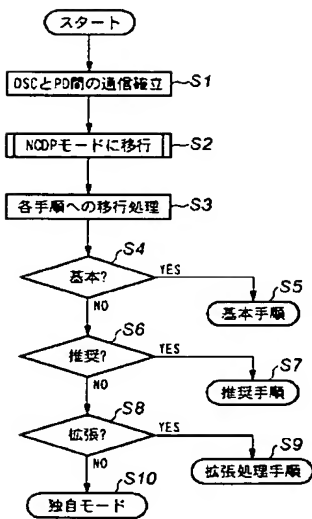 スタート
DSCとPD間の通信確立
S1
NCDPモードに移行
S2
各手順への移行処理
S3
S4
基本?
YES
S5
基本手順
NO
S6
推奨?
YES
S7
推奨手順
NO
S8
拡張?
YES
S9
拡張処理手順
NO
S10
独自モード